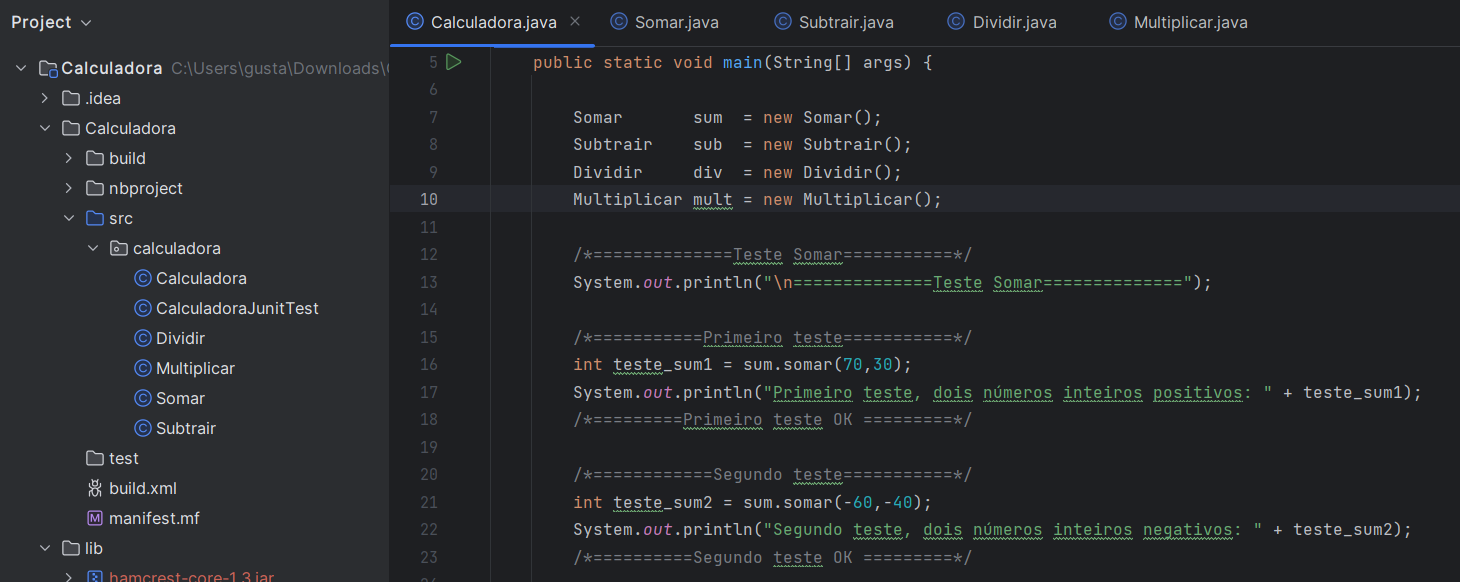 Project
Calculadora C:\Users\gusta\Downloads\
.idea
Calculadora
build
nbproject
src
calculadora
Calculadora
CalculadoraJunitTest
Dividir
Multiplicar
Somar
Subtrair
test
build.xml
manifest.mf
lib
hamcrest-core-1.3.jar
Calculadora.java Somar.java Subtrair.java Dividir.java Multiplicar.java
5 public static void main(String[] args) {
6
7 Somar sum = new Somar();
8 Subtrair sub = new Subtrair();
9 Dividir div = new Dividir();
10 Multiplicar mult = new Multiplicar();
11
12 /*==============Teste Somar===========*/
13 System.out.println("\n==============Teste Somar==============");
14
15 /*===========Primeiro teste===========*/
16 int teste_sum1 = sum.somar(70,30);
17 System.out.println("Primeiro teste, dois números inteiros positivos: " + teste_sum1);
18 /*=========Primeiro teste OK =========*/
19
20 /*============Segundo teste===========*/
21 int teste_sum2 = sum.somar(-60,-40);
22 System.out.println("Segundo teste, dois números inteiros negativos: " + teste_sum2);
23 /*==========Segundo teste OK =========*/